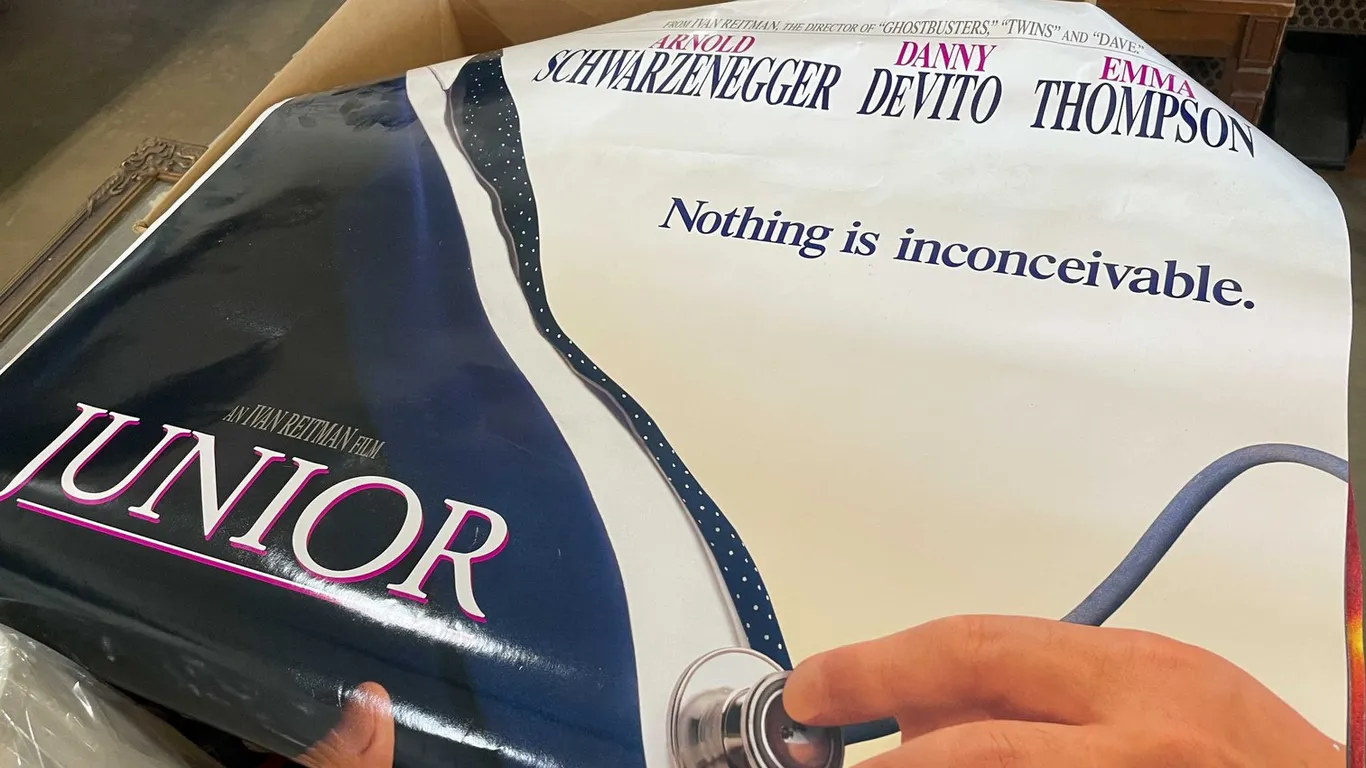 FROM IVAN REITMAN, THE DIRECTOR OF "GHOSTBUSTERS," "TWINS" AND "DAVE."
ARNOLD SCHWARZENEGGER
DANNY DEVITO
EMMA THOMPSON
Nothing is inconceivable.
AN IVAN REITMAN FILM
JUNIOR